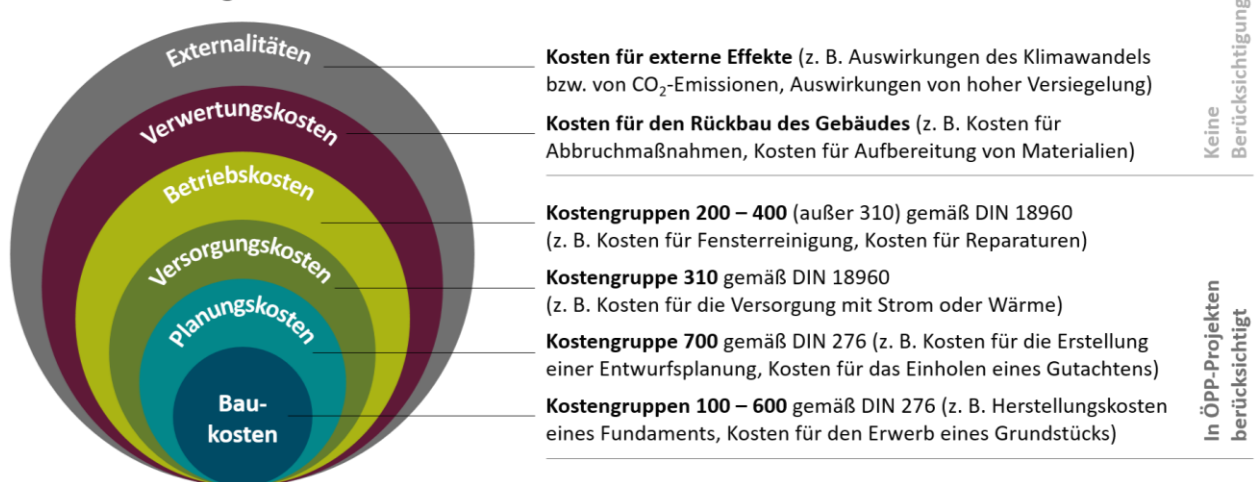 Externalitäten
Verwertungskosten
Betriebskosten
Versorgungskosten
Planungskosten
Bau-
kosten
Kosten für externe Effekte (z. B. Auswirkungen des Klimawandels
bzw. von CO₂-Emissionen, Auswirkungen von hoher Versiegelung)
Kosten für den Rückbau des Gebäudes (z. B. Kosten für
Abbruchmaßnahmen, Kosten für Aufbereitung von Materialien)
Keine
Berücksichtigung
Kostengruppen 200 – 400 (außer 310) gemäß DIN 18960
(z. B. Kosten für Fensterreinigung, Kosten für Reparaturen)
Kostengruppe 310 gemäß DIN 18960
(z. B. Kosten für die Versorgung mit Strom oder Wärme)
Kostengruppe 700 gemäß DIN 276 (z. B. Kosten für die Erstellung
einer Entwurfsplanung, Kosten für das Einholen eines Gutachtens)
Kostengruppen 100 – 600 gemäß DIN 276 (z. B. Herstellungskosten
eines Fundaments, Kosten für den Erwerb eines Grundstücks)
In ÖPP-Projekten
berücksichtigt